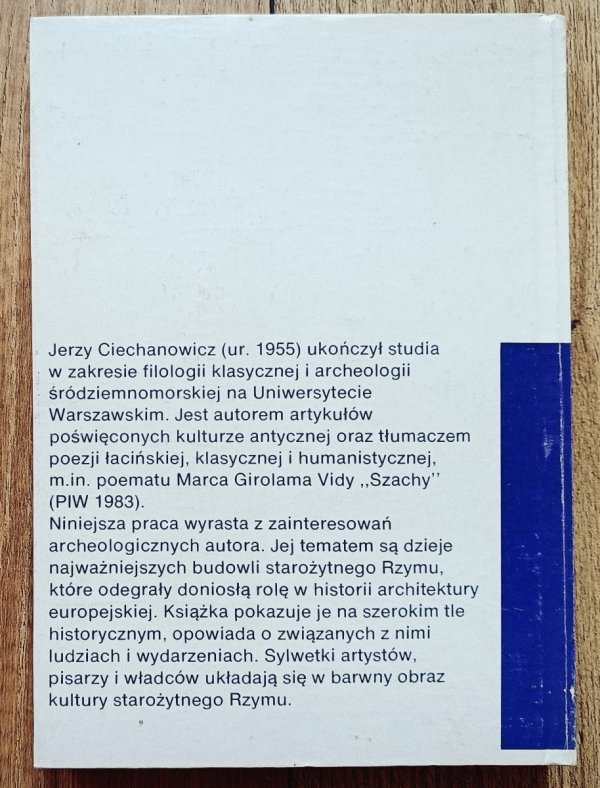 Jerzy Ciechanowicz (ur. 1955) ukończył studia
w zakresie filologii klasycznej i archeologii
śródziemnomorskiej na Uniwersytecie
Warszawskim. Jest autorem artykułów
poświęconych kulturze antycznej oraz tłumaczem
poezji łacińskiej, klasycznej i humanistycznej,
m.in. poematu Marca Girolama Vidy ,,Szachy’’
(PIW 1983).
Niniejsza praca wyrasta z zainteresowań
archeologicznych autora. Jej tematem są dzieje
najważniejszych budowli starożytnego Rzymu,
które odegrały doniosłą rolę w historii architektury
europejskiej. Książka pokazuje je na szerokim tle
historycznym, opowiada o związanych z nimi
ludziach i wydarzeniach. Sylwetki artystów,
pisarzy i władców układają się w barwny obraz
kultury starożytnego Rzymu.